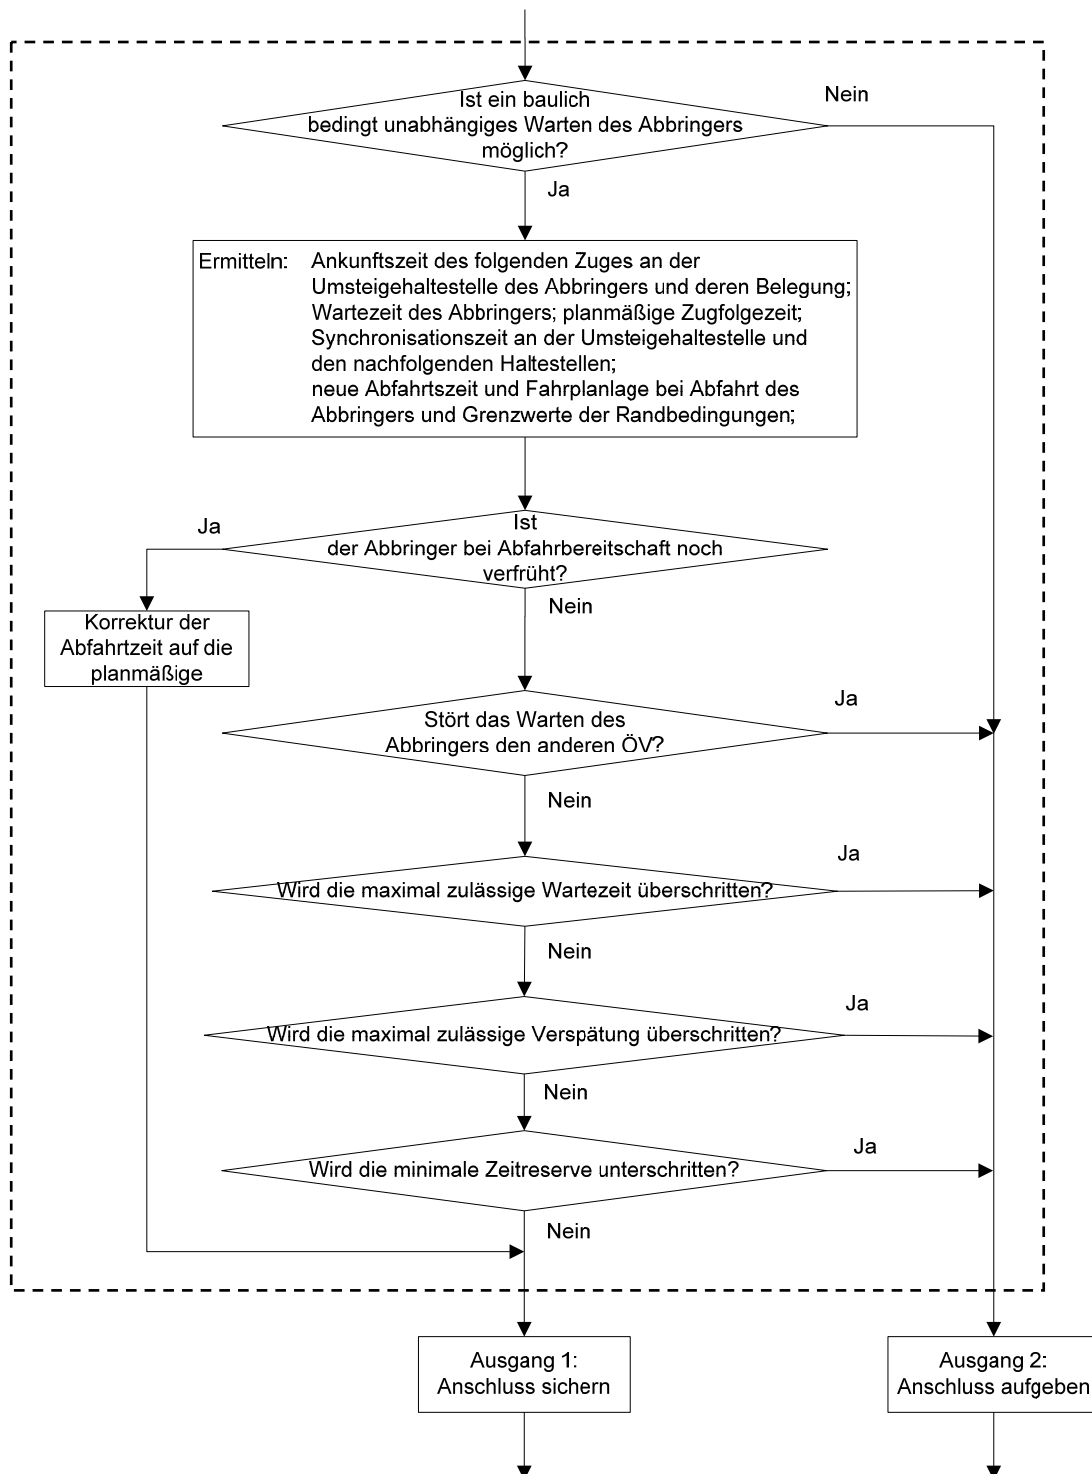 Ist ein baulich
bedingt unabhängiges Warten des Abbringers
möglich?
Nein
Ja
Ermitteln: Ankunftszeit des folgenden Zuges an der
Umsteigehaltestelle des Abbringers und deren Belegung;
Wartezeit des Abbringers; planmäßige Zugfolgezeit;
Synchronisationszeit an der Umsteigehaltestelle und
den nachfolgenden Haltestellen;
neue Abfahrtszeit und Fahrplanlage bei Abfahrt des
Abbringers und Grenzwerte der Randbedingungen;
Ja
Ist
der Abbringer bei Abfahrbereitschaft noch
verfrüht?
Nein
Korrektur der
Abfahrtzeit auf die
planmäßige
Stört das Warten des
Abbringers den anderen ÖV?
Ja
Nein
Wird die maximal zulässige Wartezeit überschritten?
Ja
Nein
Wird die maximal zulässige Verspätung überschritten?
Ja
Nein
Wird die minimale Zeitreserve unterschritten?
Ja
Nein
Ausgang 1:
Anschluss sichern
Ausgang 2:
Anschluss aufgeben